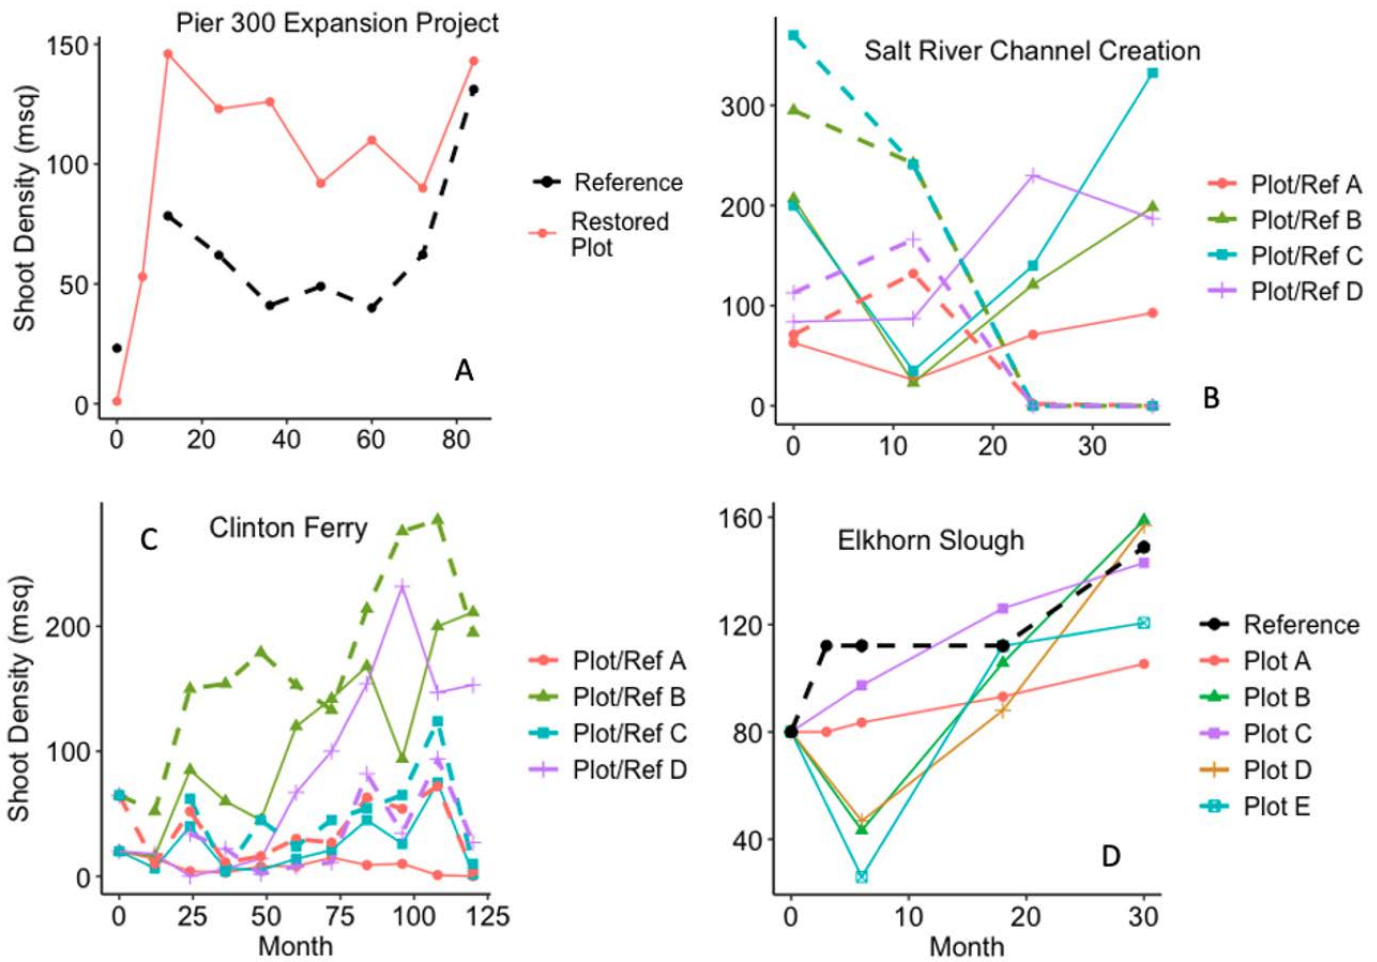 Pier 300 Expansion Project
Shoot Density (msq)
150
100
50
0
0 20 40 60 80
Reference
Restored
Plot
A
Salt River Channel Creation
300
200
100
0
0 10 20 30
Plot/Ref A
Plot/Ref B
Plot/Ref C
Plot/Ref D
B
C
Clinton Ferry
Shoot Density (msq)
200
100
0
0 25 50 75 100 125
Month
Plot/Ref A
Plot/Ref B
Plot/Ref C
Plot/Ref D
Elkhorn Slough
160
120
80
40
0 10 20 30
Month
Reference
Plot A
Plot B
Plot C
Plot D
Plot E
D